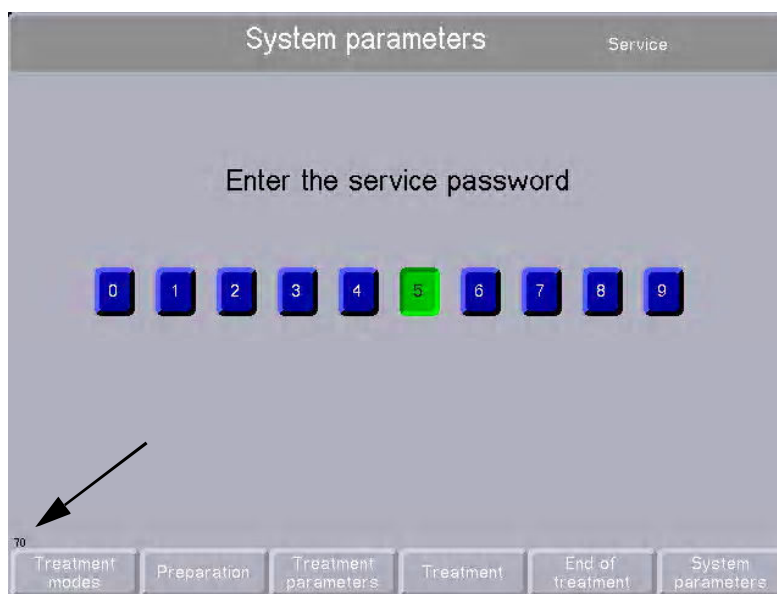 System parameters Service
Enter the service password
0 1 2 3 4 5 6 7 8 9
70
Treatment modes Preparation Treatment parameters Treatment End of treatment System parameters